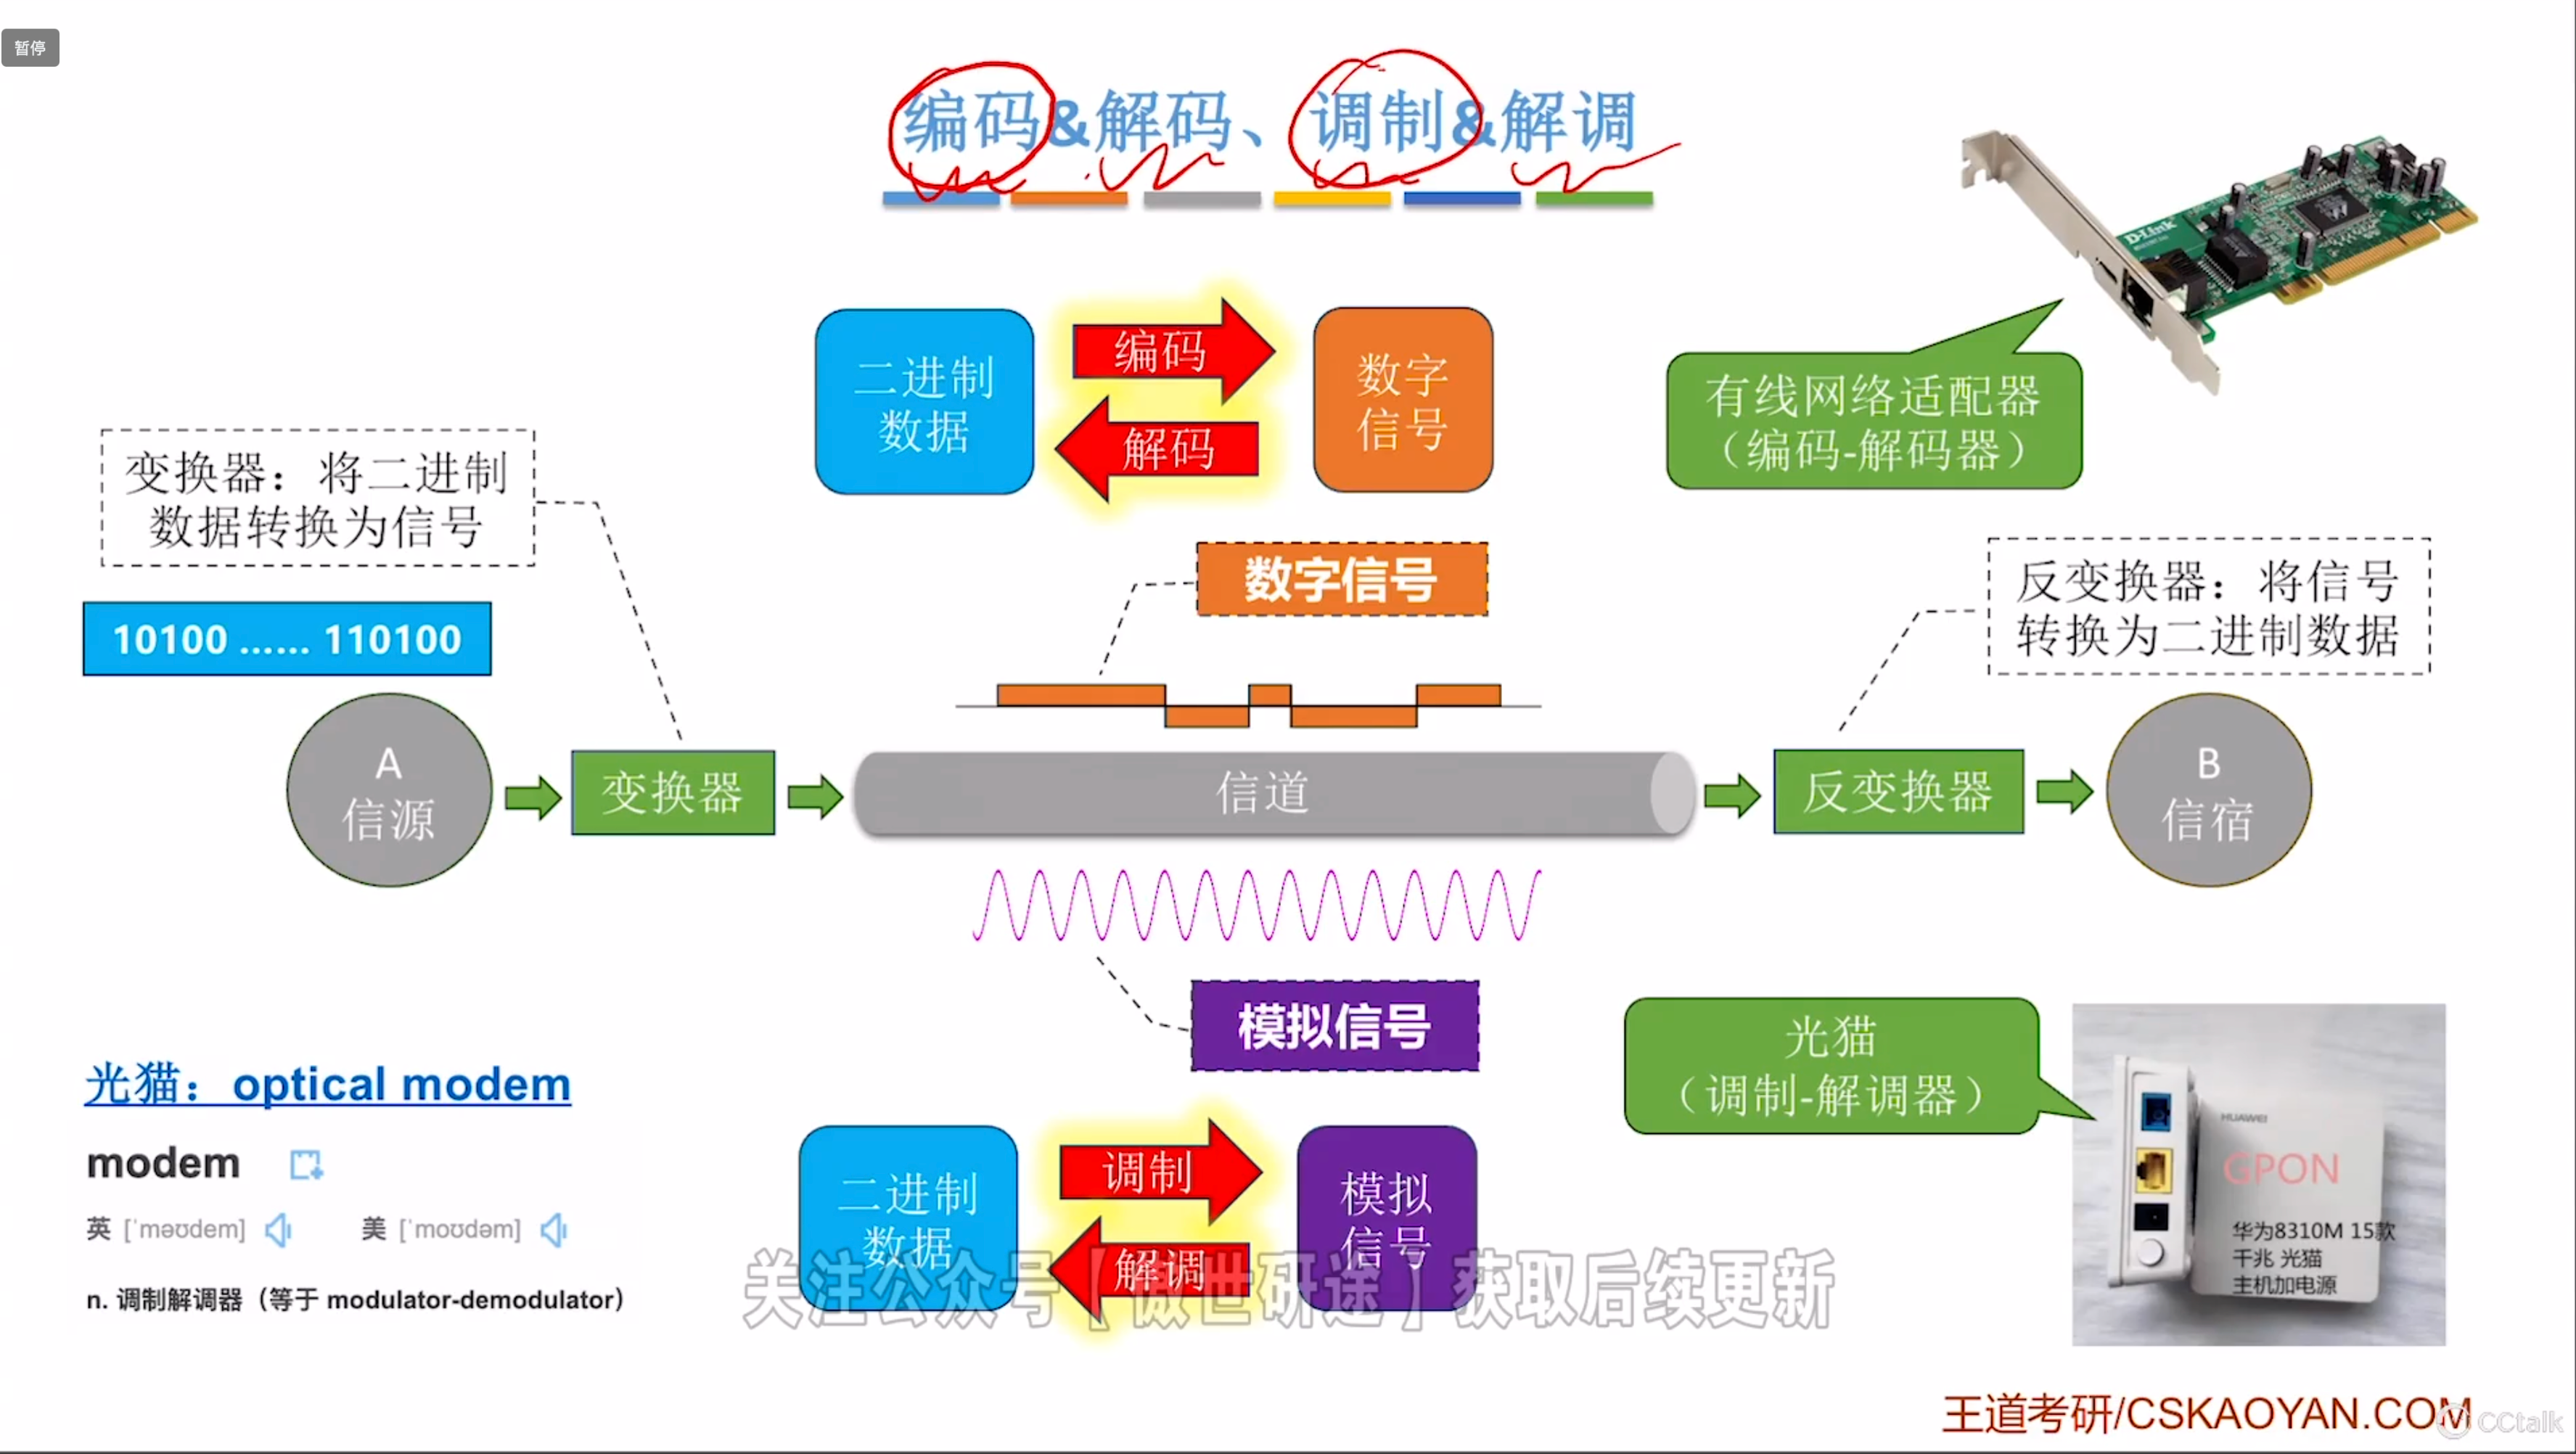 暂停
编码&解码、调制&解调
D-Link
二进制
数据
编码
解码
数字
信号
有线网络适配器
（编码-解码器）
变换器：将二进制
数据转换为信号
10100 …… 110100
数字信号
反变换器：将信号
转换为二进制数据
A
信源
变换器
信道
反变换器
B
信宿
模拟信号
光猫：optical modem
modem
英 [ˈməʊdem] 美 [ˈmoʊdəm]
n. 调制解调器（等于 modulator-demodulator）
二进制
数据
调制
解调
模拟
信号
光猫
（调制-解调器）
HUAWEI
GPON
华为8310M 15款
千兆 光猫
主机加电源
关注公众号【傲世研途】获取后续更新
王道考研/CSKAOYAN.COM
CCtalk